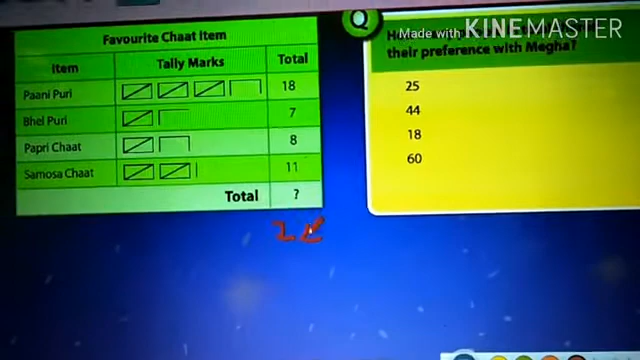 Favourite Chaat Item
Item Tally Marks Total
Paani Puri 18
Bhel Puri 7
Papri Chaat 8
Samosa Chaat 11
Total ?
Q
Made with KINEMASTER
their preference with Megha?
25
44
18
60